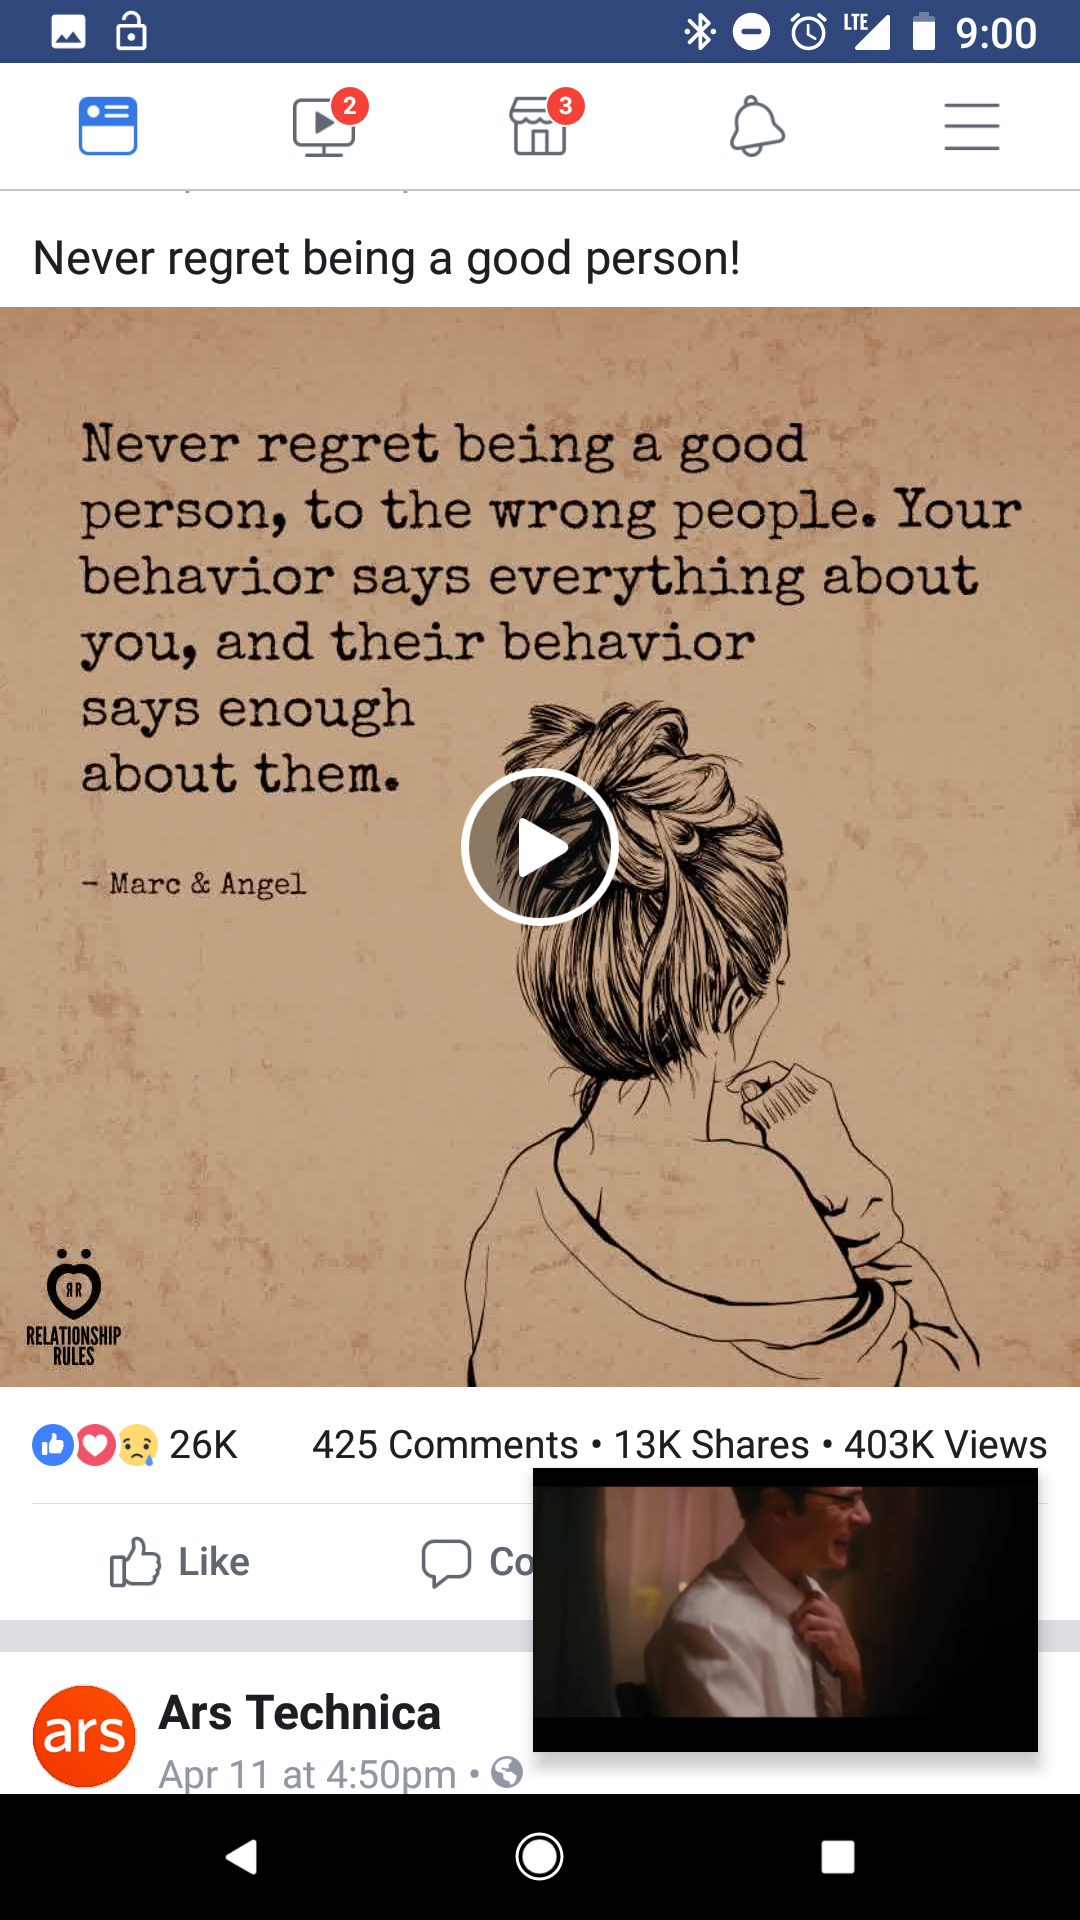 LTE 9:00
2 3
Never regret being a good person!
Never regret being a good
person, to the wrong people. Your
behavior says everything about
you, and their behavior
says enough
about them.
- Marc & Angel
RR
RELATIONSHIP
RULES
26K 425 Comments • 13K Shares • 403K Views
Like Co
ars Ars Technica
Apr 11 at 4:50pm •